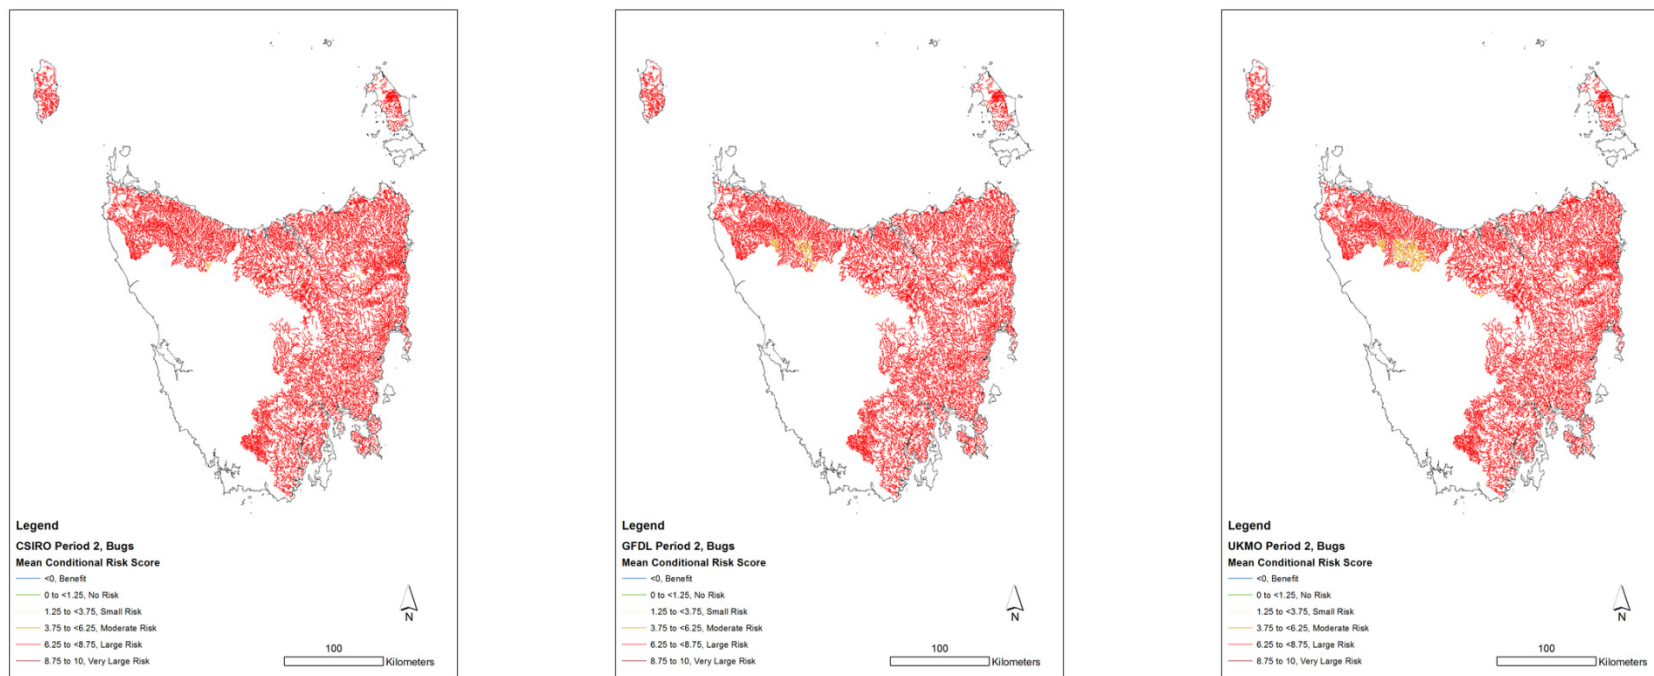 Legend
CSIRO Period 2, Bugs
Mean Conditional Risk Score
<0, Benefit
0 to <1.25, No Risk
1.25 to <3.75, Small Risk
3.75 to <6.25, Moderate Risk
6.25 to <8.75, Large Risk
8.75 to 10, Very Large Risk
N
100
Kilometers
Legend
GFDL Period 2, Bugs
Mean Conditional Risk Score
<0, Benefit
0 to <1.25, No Risk
1.25 to <3.75, Small Risk
3.75 to <6.25, Moderate Risk
6.25 to <8.75, Large Risk
8.75 to 10, Very Large Risk
N
100
Kilometers
Legend
UKMO Period 2, Bugs
Mean Conditional Risk Score
<0, Benefit
0 to <1.25, No Risk
1.25 to <3.75, Small Risk
3.75 to <6.25, Moderate Risk
6.25 to <8.75, Large Risk
8.75 to 10, Very Large Risk
N
100
Kilometers